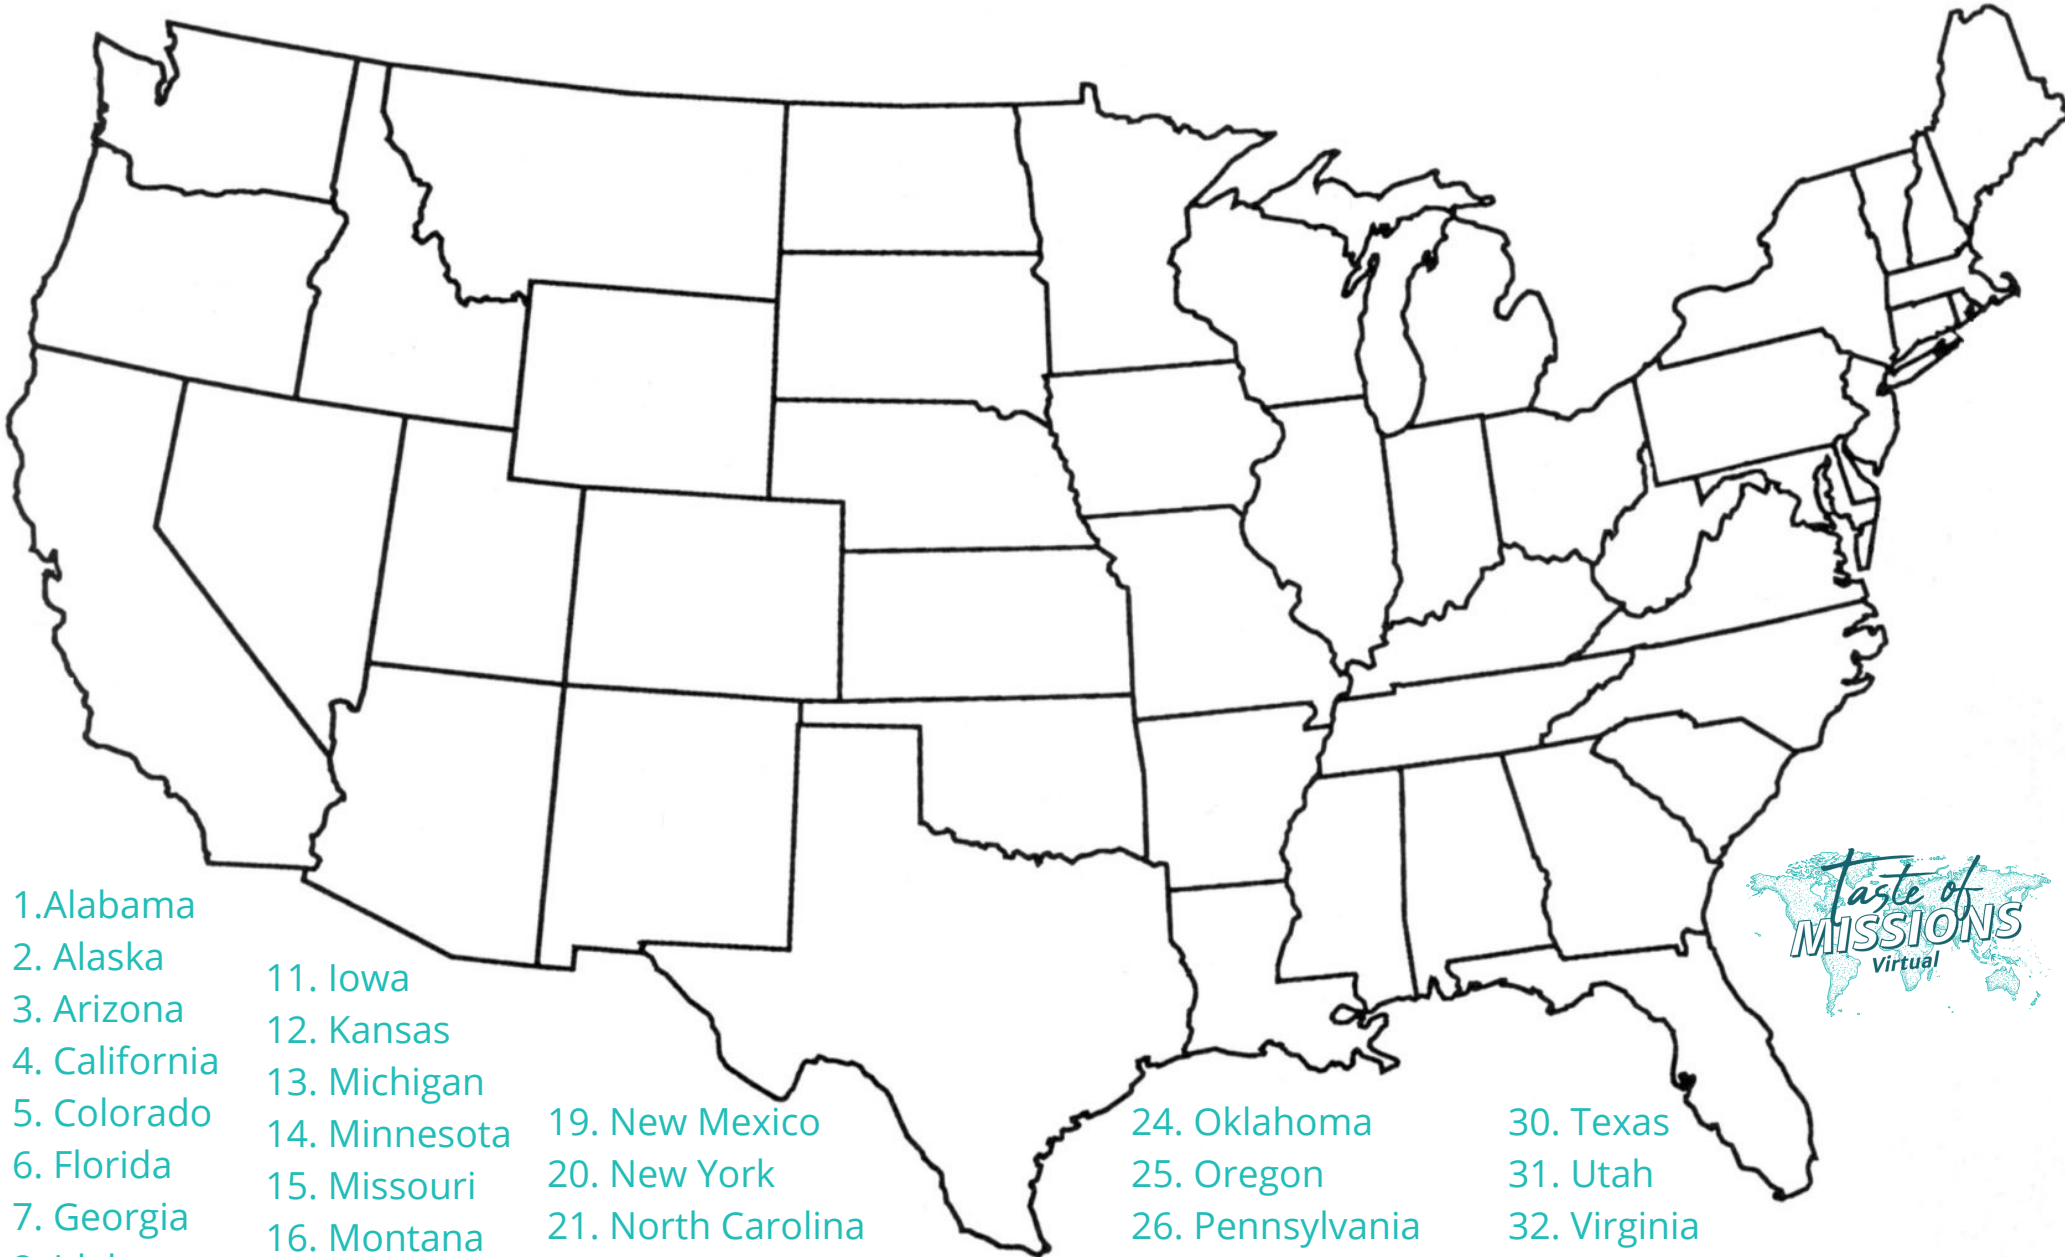 1.Alabama
2. Alaska
3. Arizona
4. California
5. Colorado
6. Florida
7. Georgia
11. Iowa
12. Kansas
13. Michigan
14. Minnesota
15. Missouri
16. Montana
19. New Mexico
20. New York
21. North Carolina
24. Oklahoma
25. Oregon
26. Pennsylvania
30. Texas
31. Utah
32. Virginia
Taste of
MISSIONS
Virtual